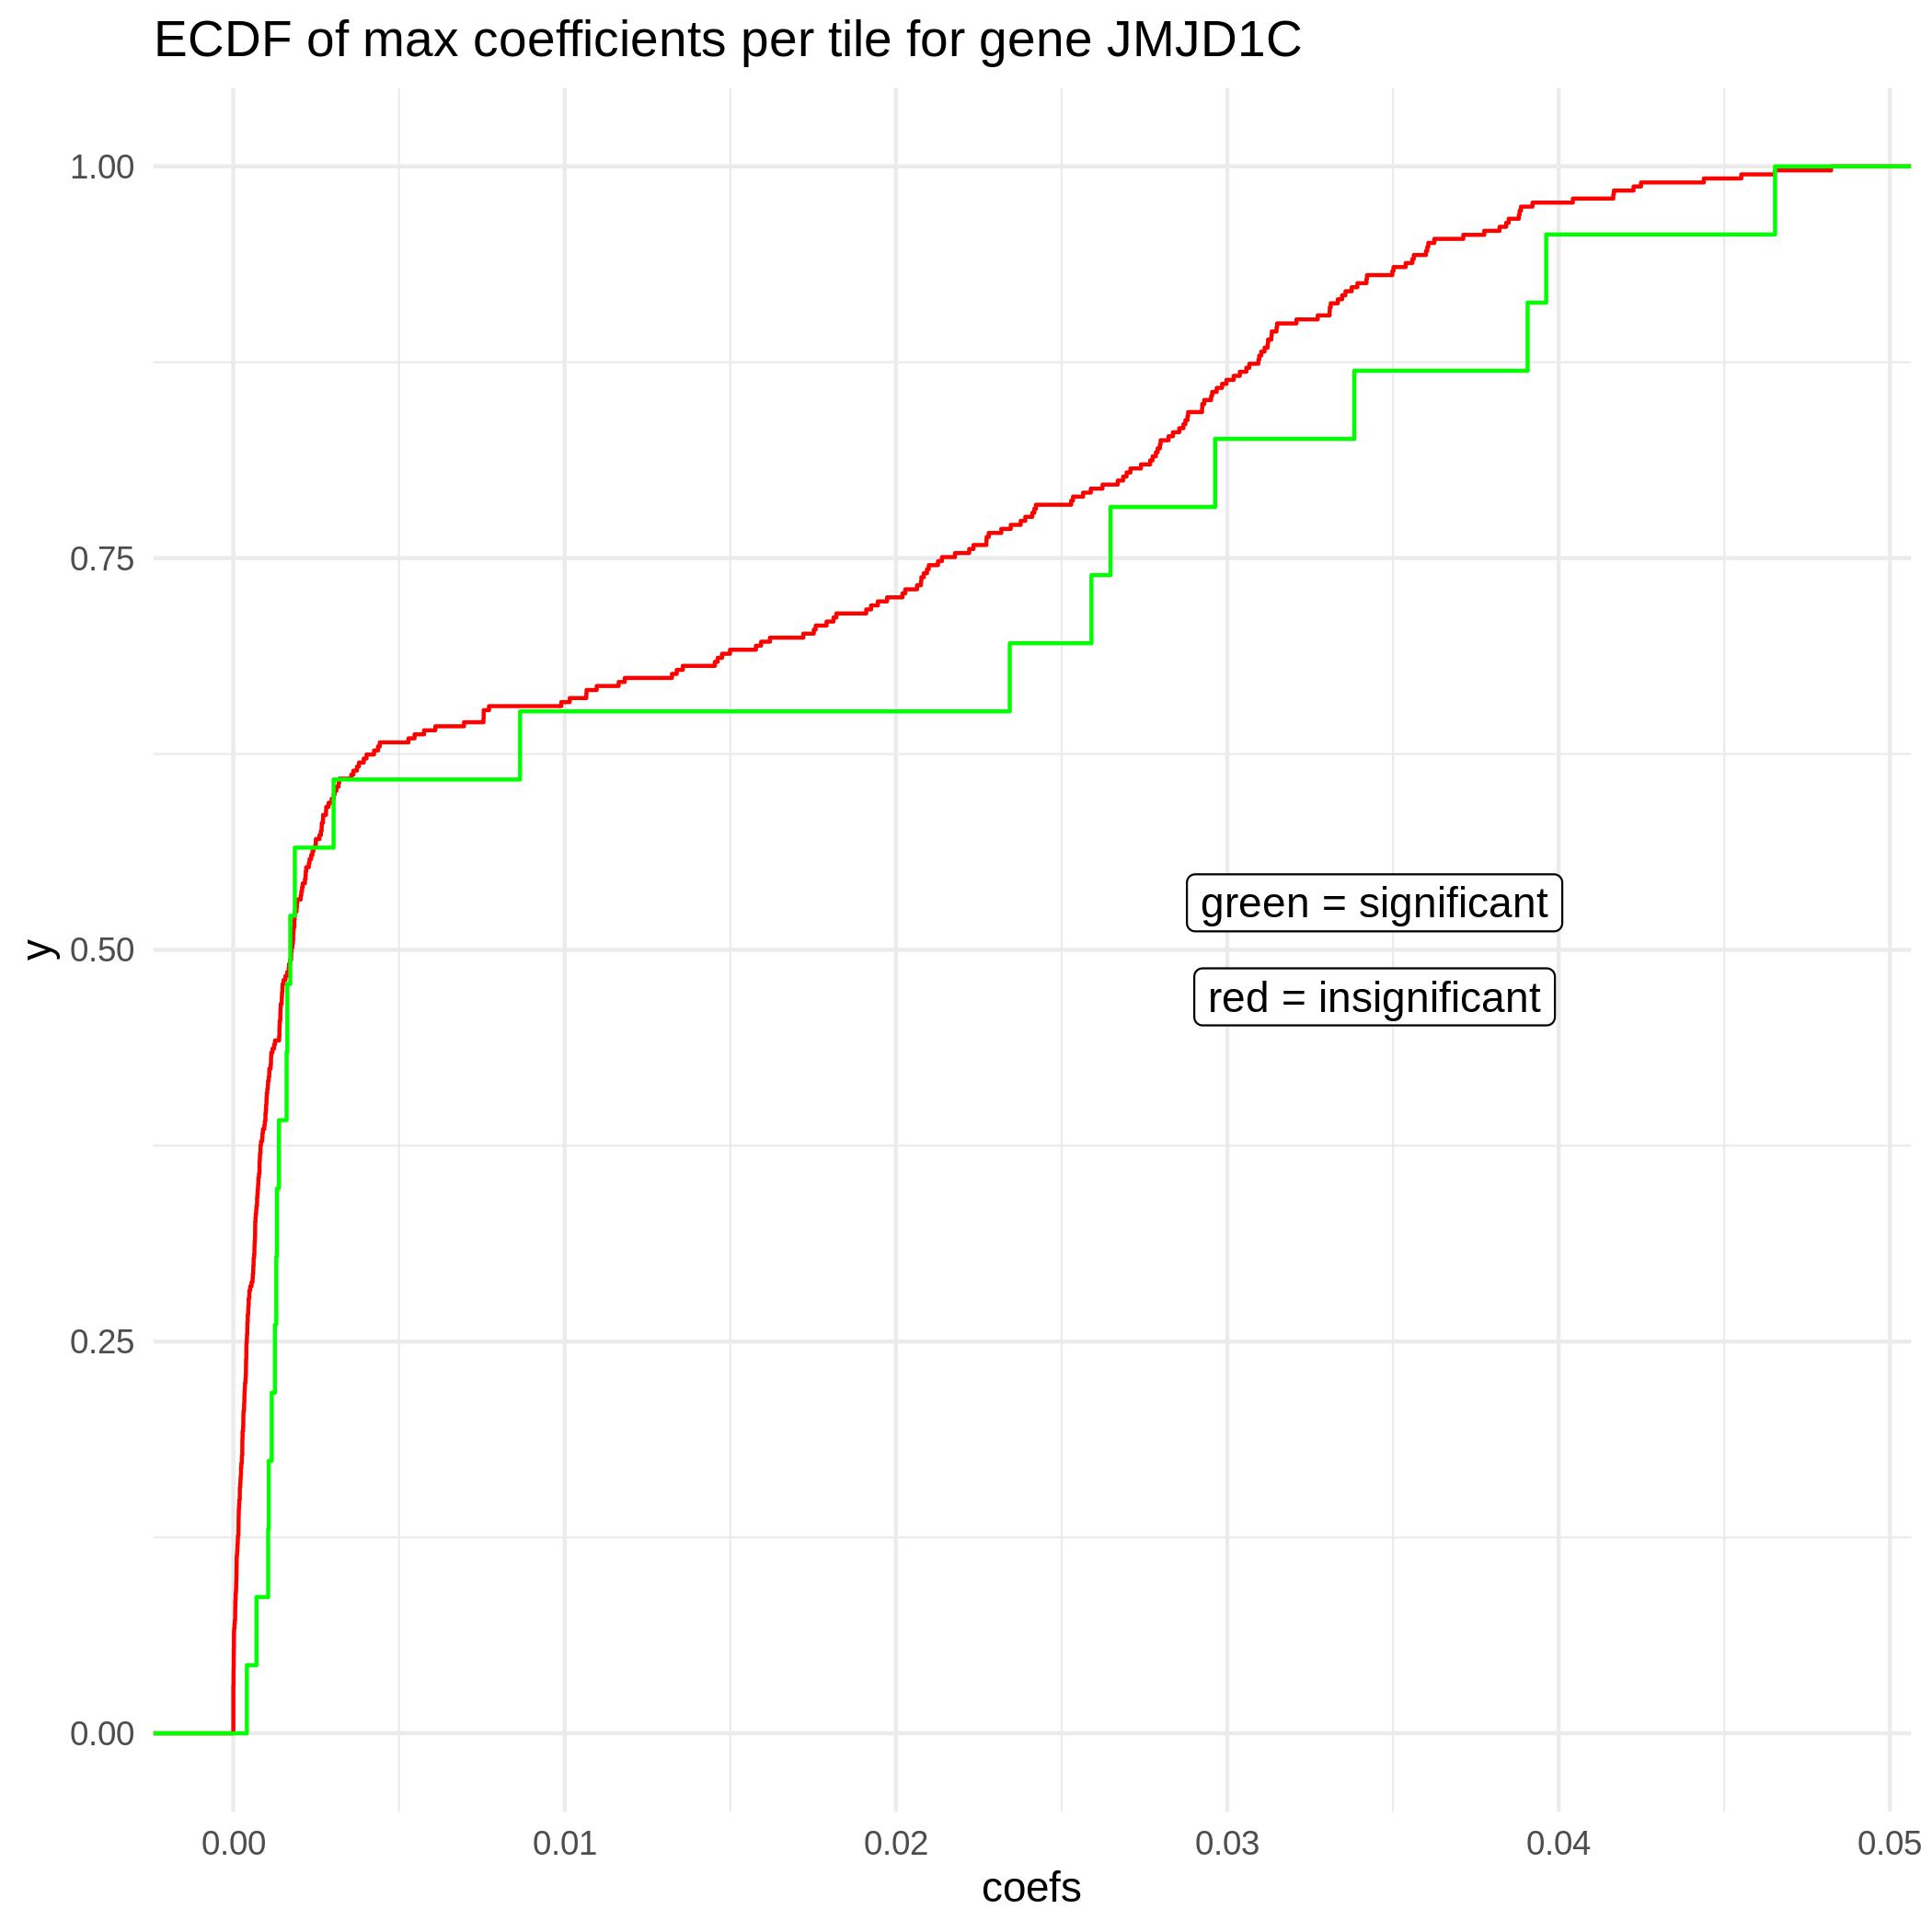 ECDF of max coefficients per tile for gene JMJD1C
1.00
0.75
0.50
0.25
0.00
y
green = significant
red = insignificant
0.00 0.01 0.02 0.03 0.04 0.05
coefs